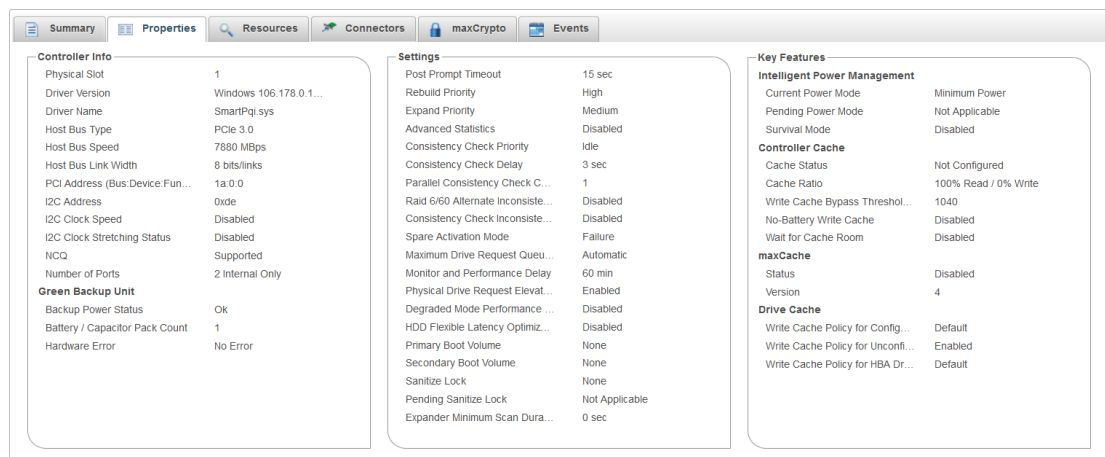 Summary Properties Resources Connectors maxCrypto Events
Controller Info
Physical Slot 1
Driver Version Windows 106.178.0.1...
Driver Name SmartPqi.sys
Host Bus Type PCIe 3.0
Host Bus Speed 7880 MBps
Host Bus Link Width 8 bits/links
PCI Address (Bus:Device:Fun... 1a:0:0
I2C Address 0xde
I2C Clock Speed Disabled
I2C Clock Stretching Status Disabled
NCQ Supported
Number of Ports 2 Internal Only
Green Backup Unit
Backup Power Status Ok
Battery / Capacitor Pack Count 1
Hardware Error No Error
Settings
Post Prompt Timeout 15 sec
Rebuild Priority High
Expand Priority Medium
Advanced Statistics Disabled
Consistency Check Priority Idle
Consistency Check Delay 3 sec
Parallel Consistency Check C... 1
Raid 6/60 Alternate Inconsiste... Disabled
Consistency Check Inconsiste... Disabled
Spare Activation Mode Failure
Maximum Drive Request Queu... Automatic
Monitor and Performance Delay 60 min
Physical Drive Request Elevat... Enabled
Degraded Mode Performance ... Disabled
HDD Flexible Latency Optimiz... Disabled
Primary Boot Volume None
Secondary Boot Volume None
Sanitize Lock None
Pending Sanitize Lock Not Applicable
Expander Minimum Scan Dura... 0 sec
Key Features
Intelligent Power Management
Current Power Mode Minimum Power
Pending Power Mode Not Applicable
Survival Mode Disabled
Controller Cache
Cache Status Not Configured
Cache Ratio 100% Read / 0% Write
Write Cache Bypass Threshol... 1040
No-Battery Write Cache Disabled
Wait for Cache Room Disabled
maxCache
Status Disabled
Version 4
Drive Cache
Write Cache Policy for Config... Default
Write Cache Policy for Unconfi... Enabled
Write Cache Policy for HBA Dr... Default